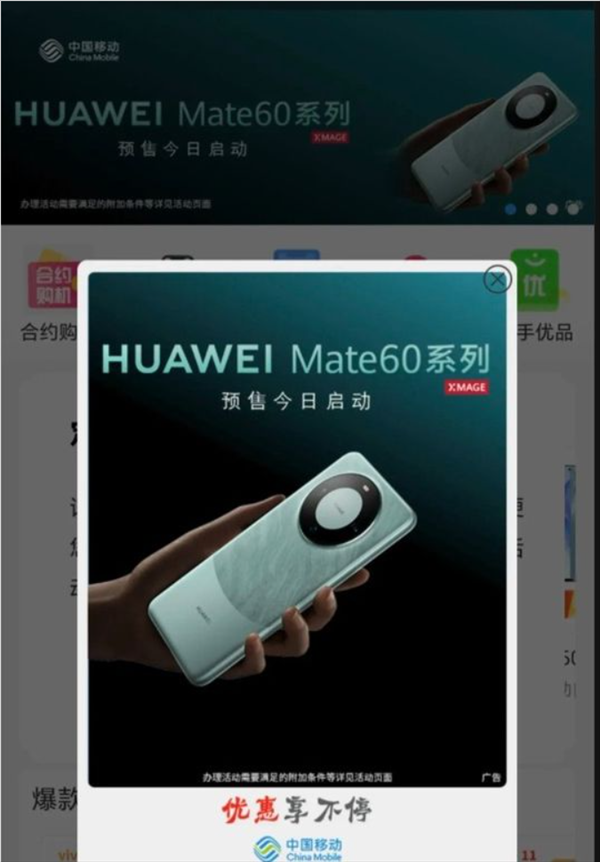 中国移动
China Mobile
HUAWEI Mate60系列
XMAGE
预售今日启动
办理活动需要满足的附加条件等详见活动页面
合约
购机
优
合约购
手优品
HUAWEI Mate60系列
XMAGE
预售今日启动
HUAWEI
办理活动需要满足的附加条件等详见活动页面
广告
优惠享不停
爆款
中国移动
China Mobile
vivo
11